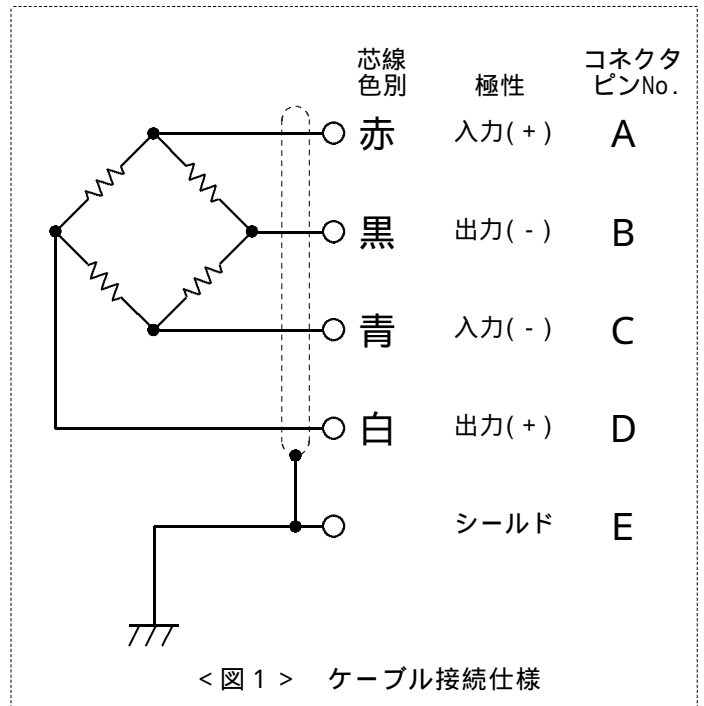 芯線 コネクタ
色別 極性 ピンNo.
赤 入力(+) A
黒 出力(-) B
青 入力(-) C
白 出力(+) D
シールド E
<図1> ケーブル接続仕様